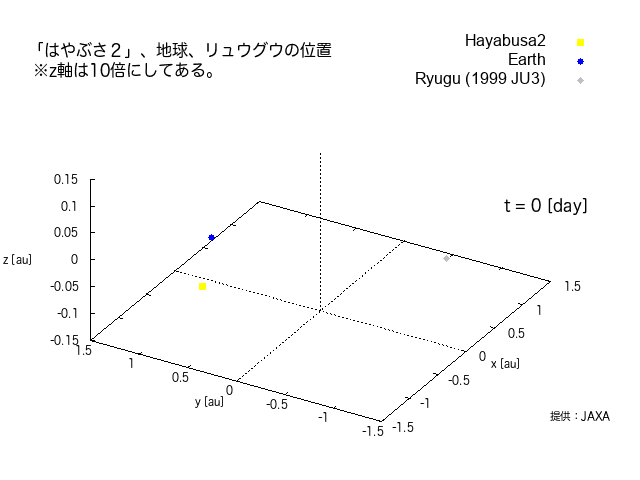 「はやぶさ２」、地球、リュウグウの位置
※z軸は10倍にしてある。
Hayabusa2
Earth
Ryugu (1999 JU3)
t = 0 [day]
0.15
0.1
0.05
z [au]
0
-0.05
-0.1
-0.15
1.5
1
0.5
0
-0.5
-1
-1.5
y [au]
1.5
1
0.5
0
-0.5
-1
-1.5
x [au]
提供：JAXA